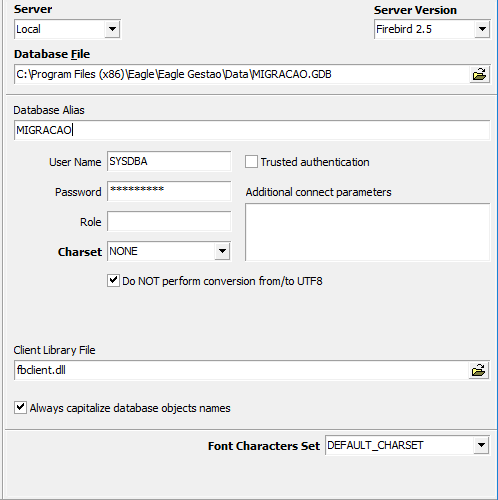 Server
Server Version
Local
Firebird 2.5
Database File
C:\Program Files (x86)\Eagle\Eagle Gestao\Data\MIGRACAO.GDB
Database Alias
MIGRACAO
User Name
SYSDBA
Trusted authentication
Password
*********
Additional connect parameters
Role
Charset
NONE
Do NOT perform conversion from/to UTF8
Client Library File
fbclient.dll
Always capitalize database objects names
Font Characters Set
DEFAULT_CHARSET